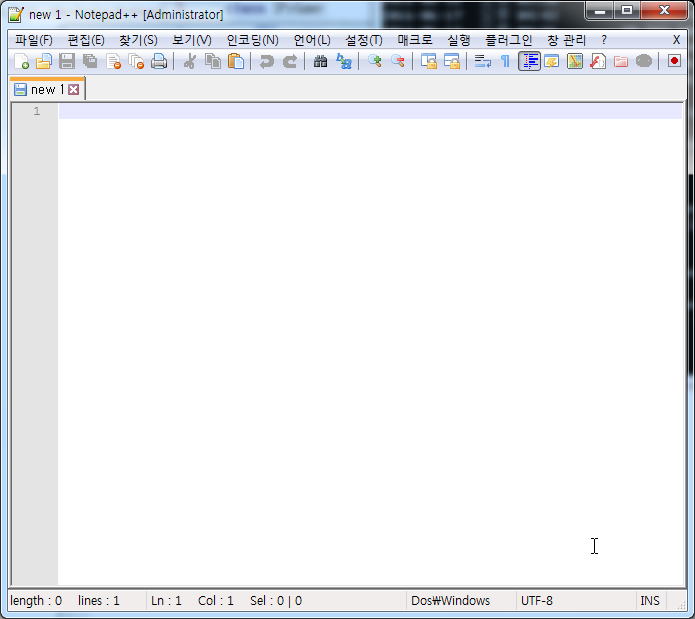 new 1 - Notepad++ [Administrator]
파일(F) 편집(E) 찾기(S) 보기(V) 인코딩(N) 언어(L) 설정(T) 매크로 실행 플러그인 창 관리 ? X
new 1
1
length : 0 lines : 1 Ln : 1 Col : 1 Sel : 0 | 0 Dos₩Windows UTF-8 INS